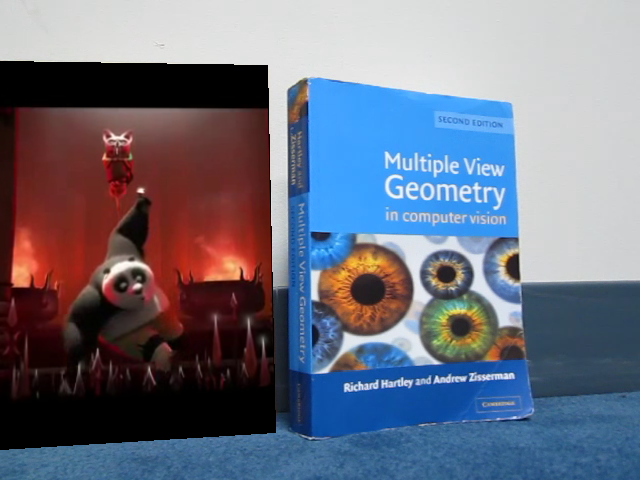 SECOND EDITION
Multiple View
Geometry
in computer vision
Richard Hartley and Andrew Zisserman
CAMBRIDGE
Hartley and
Zisserman
Multiple View Geometry